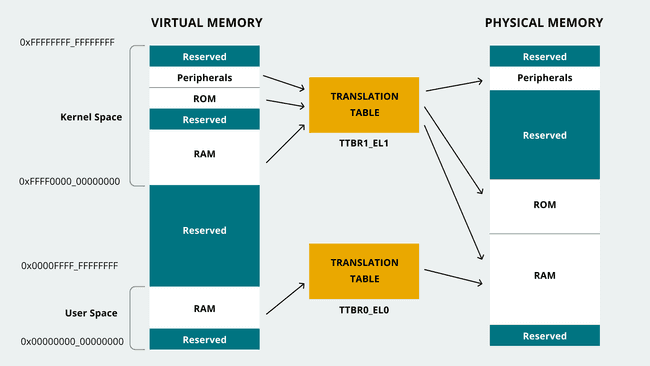 VIRTUAL MEMORY
PHYSICAL MEMORY
0xFFFFFFFF_FFFFFFFF
Kernel Space
0xFFFF0000_00000000
0x0000FFFF_FFFFFFFF
User Space
0x00000000_00000000
Reserved
Peripherals
ROM
Reserved
RAM
Reserved
RAM
Reserved
TRANSLATION
TABLE
TTBR1_EL1
TRANSLATION
TABLE
TTBR0_EL0
Reserved
Peripherals
Reserved
ROM
RAM
Reserved